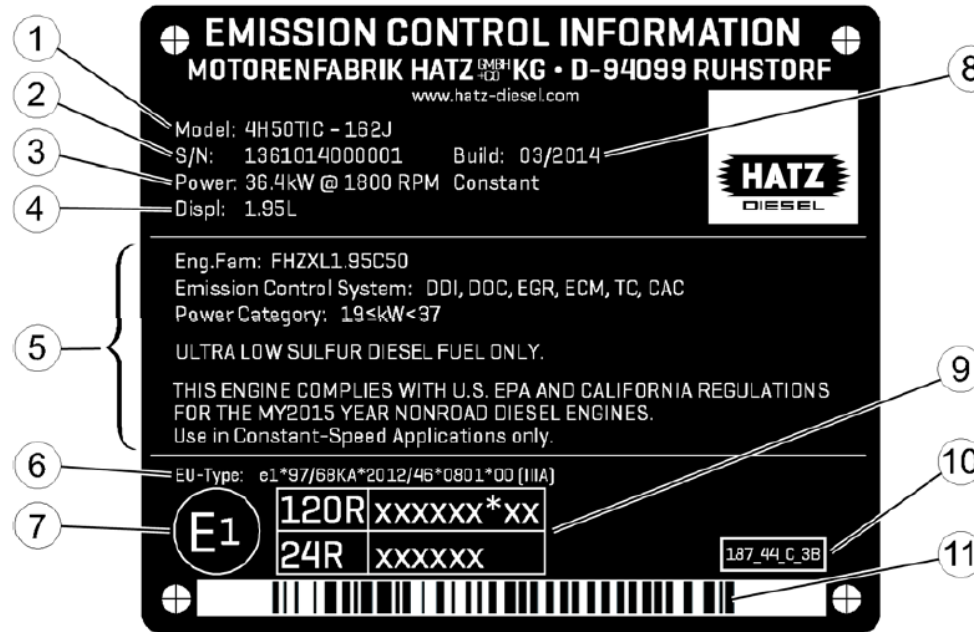 EMISSION CONTROL INFORMATION
MOTORENFABRIK HATZ GMBH +CO KG • D-94099 RUHSTORF
www.hatz-diesel.com
1
Model: 4H50TIC - 162J
2
S/N: 1361014000001 Build: 03/2014
8
3
Power: 36.4kW @ 1800 RPM Constant
4
Displ: 1.95L
HATZ
DIESEL
5
Eng.Fam: FHZXL1.95C50
Emission Control System: DDI, DOC, EGR, ECM, TC, CAC
Power Category: 19≤kW<37
ULTRA LOW SULFUR DIESEL FUEL ONLY.
THIS ENGINE COMPLIES WITH U.S. EPA AND CALIFORNIA REGULATIONS
FOR THE MY2015 YEAR NONROAD DIESEL ENGINES.
Use in Constant-Speed Applications only.
9
6
EU-Type: e1*97/68KA*2012/46*0801*00 (IIIA)
7
E1
120R xxxxxx*xx
24R xxxxxx
10
187_44_C_3B
11